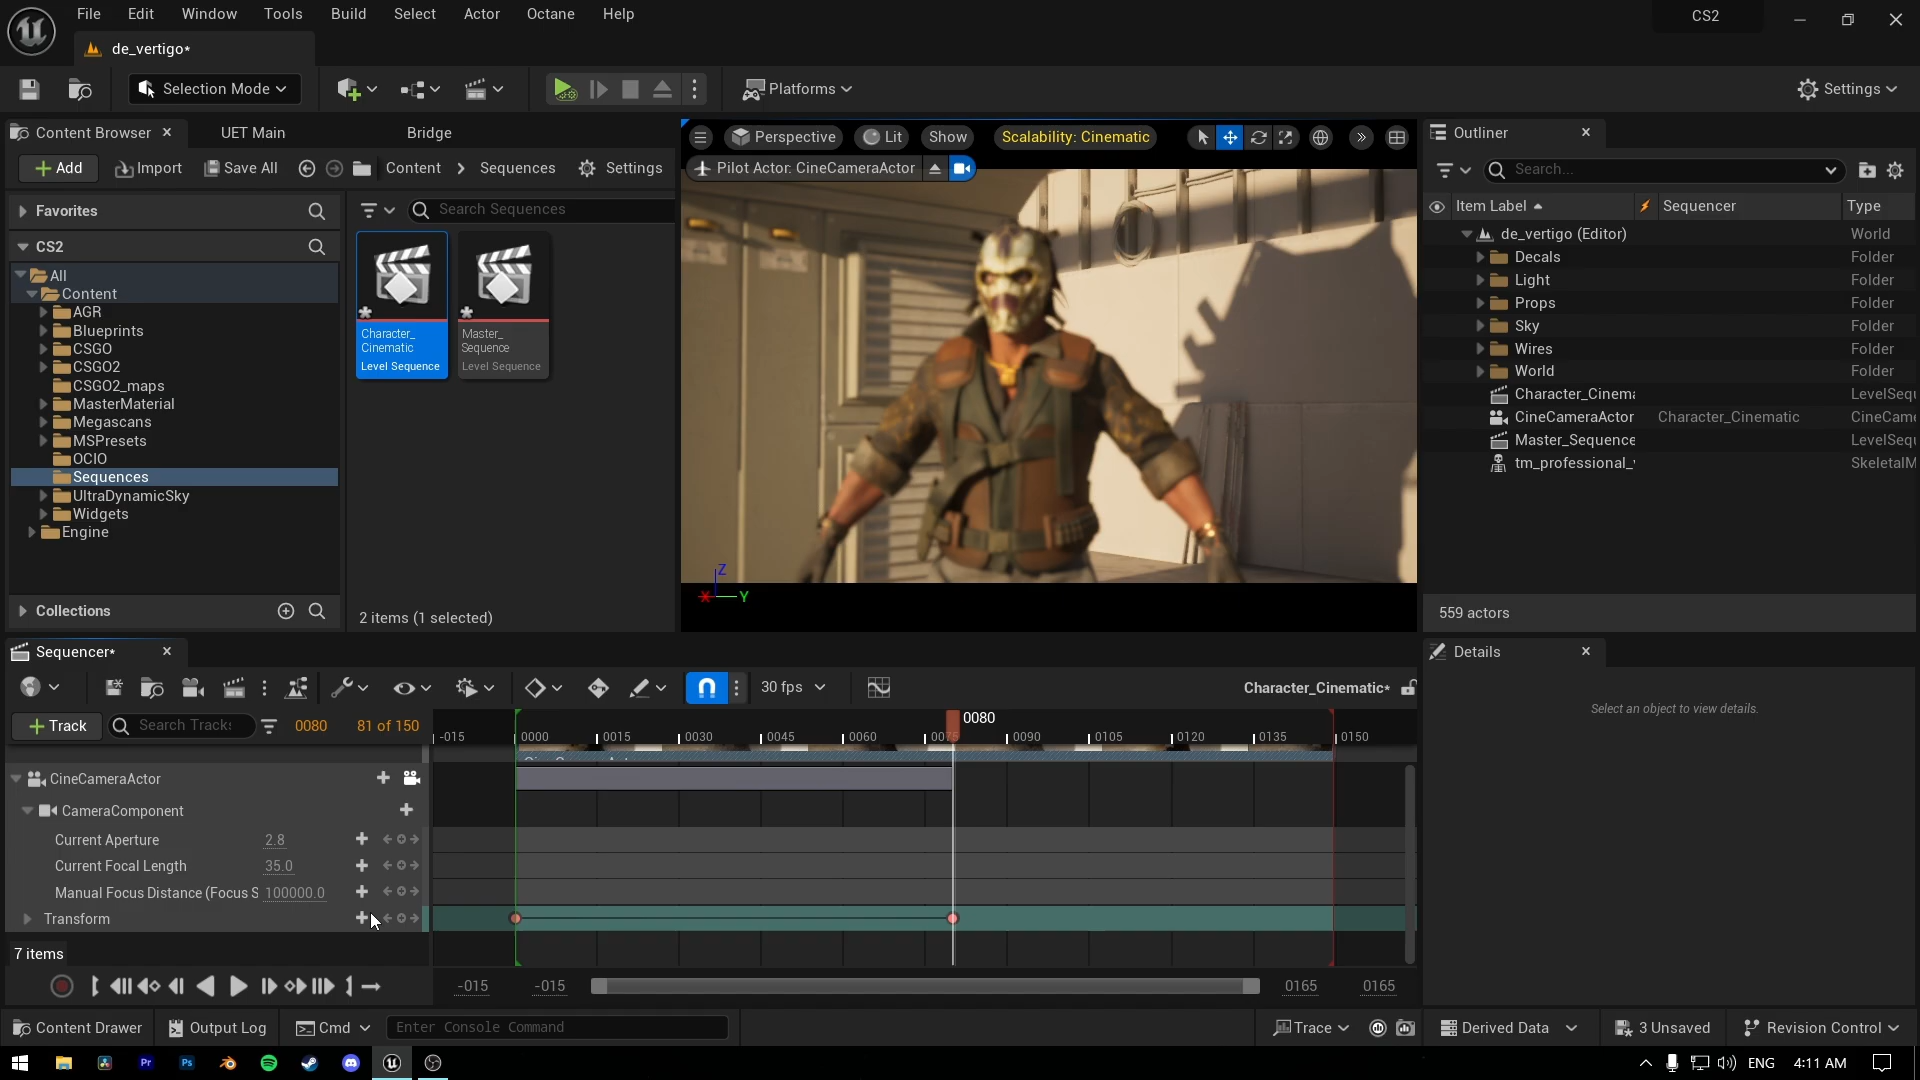 File Edit Window Tools Build Select Actor Octane Help
CS2
de_vertigo*
Selection Mode
Platforms
Settings
Content Browser
UET Main
Bridge
Add
Import
Save All
Content
Sequences
Settings
Favorites
Search Sequences
CS2
All
Content
AGR
Blueprints
CSGO
CSGO2
CSGO2_maps
MasterMaterial
Megascans
MSPresets
OCIO
Sequences
UltraDynamicSky
Widgets
Engine
Collections
Character_
Cinematic
Level Sequence
Master_
Sequence
Level Sequence
2 items (1 selected)
Perspective
Lit
Show
Scalability: Cinematic
Pilot Actor: CineCameraActor
Z
X
Y
Outliner
Search...
Item Label
Sequencer
Type
de_vertigo (Editor) World
Decals Folder
Light Folder
Props Folder
Sky Folder
Wires Folder
World Folder
Character_Cinema LevelSequ
CineCameraActor Character_Cinematic CineCame
Master_Sequence LevelSequ
tm_professional_ SkeletalM
559 actors
Details
Select an object to view details.
Sequencer*
30 fps
Character_Cinematic*
Track
Search Tracks
0080
81 of 150
0080
-015 0000 0015 0030 0045 0060 0075 0090 0105 0120 0135 0150
CineCameraActor
CameraComponent
Current Aperture 2.8
Current Focal Length 35.0
Manual Focus Distance (Focus S 100000.0
Transform
7 items
-015 -015 0165 0165
Content Drawer
Output Log
Cmd
Enter Console Command
Trace
Derived Data
3 Unsaved
Revision Control
Pr
Ps
ENG
4:11 AM